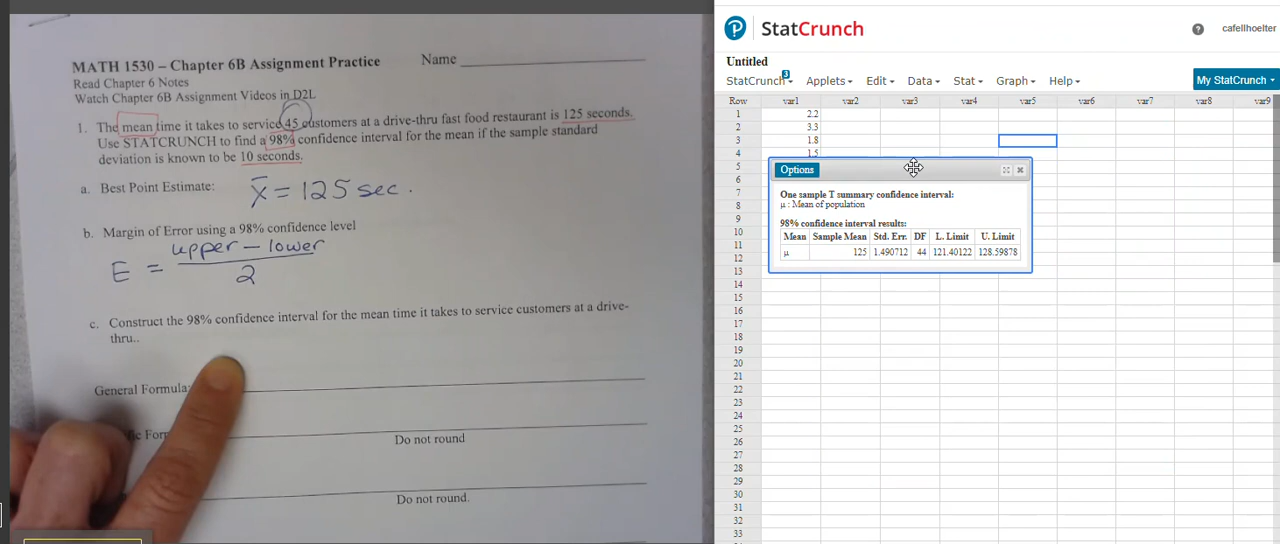 MATH 1530 – Chapter 6B Assignment Practice Name
Read Chapter 6 Notes
Watch Chapter 6B Assignment Videos in D2L
1. The mean time it takes to service 45 customers at a drive-thru fast food restaurant is 125 seconds.
Use STATCRUNCH to find a 98% confidence interval for the mean if the sample standard
deviation is known to be 10 seconds.
a. Best Point Estimate: x̄ = 125 sec.
b. Margin of Error using a 98% confidence level
E = upper – lower
2
c. Construct the 98% confidence interval for the mean time it takes to service customers at a drive-
thru..
General Formula:
Do not round
Do not round.
StatCrunch
cafellhoelter
Untitled
StatCrunch 3 Applets Edit Data Stat Graph Help My StatCrunch
Row var1 var2 var3 var4 var5 var6 var7 var8 var9
1 2.2
2 3.3
3 1.8
4 1.5
5
6
7
8
9
10
11
12
13
14
15
16
17
18
19
20
21
22
23
24
25
26
27
28
29
30
31
32
33
Options
One sample T summary confidence interval:
μ : Mean of population
98% confidence interval results:
Mean Sample Mean Std. Err. DF L. Limit U. Limit
μ 125 1.490712 44 121.40122 128.59878